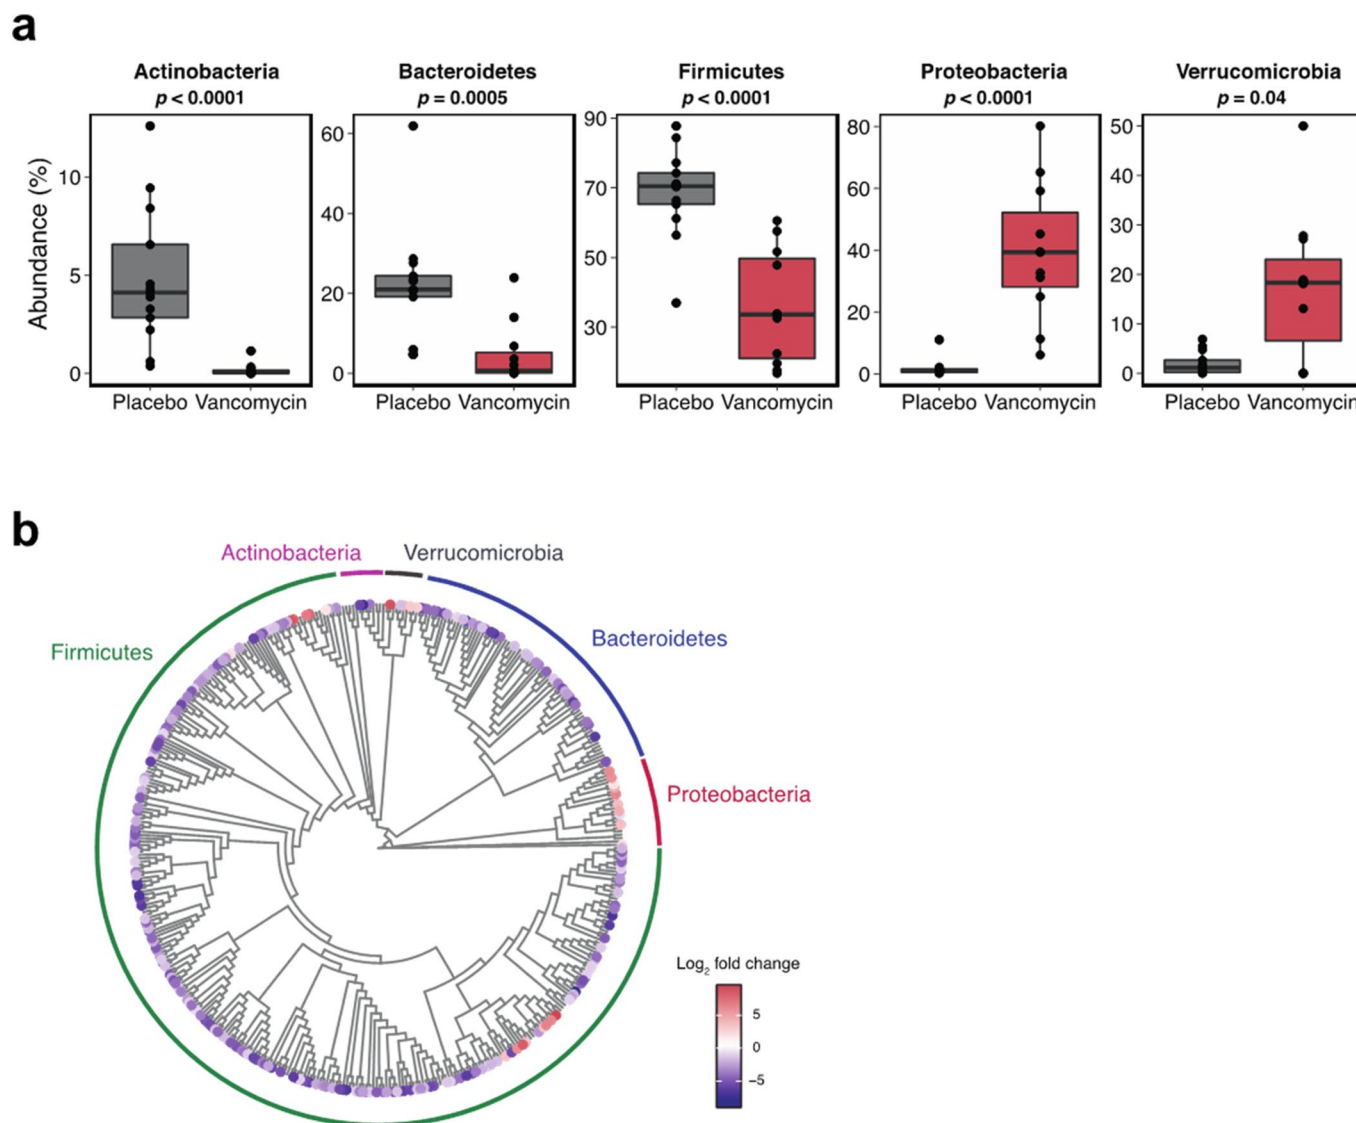 a
Actinobacteria
p < 0.0001
Bacteroidetes
p = 0.0005
Firmicutes
p < 0.0001
Proteobacteria
p < 0.0001
Verrucomicrobia
p = 0.04
Abundance (%)
10
5
0
60
40
20
0
90
70
50
30
80
60
40
20
0
50
40
30
20
10
0
Placebo Vancomycin
Placebo Vancomycin
Placebo Vancomycin
Placebo Vancomycin
Placebo Vancomycin
b
Actinobacteria
Verrucomicrobia
Firmicutes
Bacteroidetes
Proteobacteria
Log₂ fold change
5
0
−5